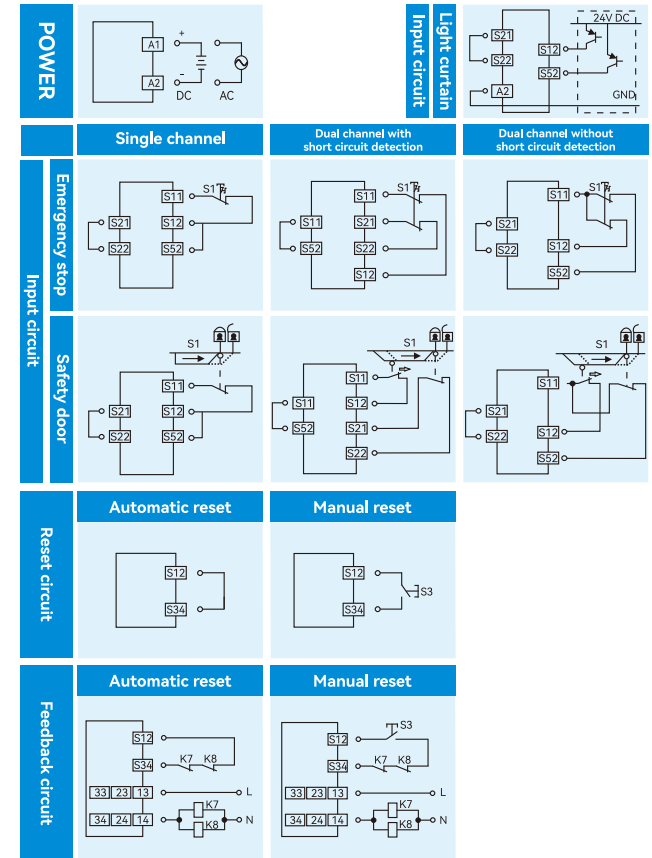 POWER
A1
A2
+
-
DC
AC
Input circuit
Light curtain
S21
S22
A2
S12
S52
24V DC
GND
Single channel
Dual channel with
short circuit detection
Dual channel without
short circuit detection
Input circuit
Emergency stop
S11
S1
S21
S12
S22
S52
S11
S1
S11
S21
S52
S22
S12
S11
S1
S21
S12
S22
S52
Safety door
S1
S11
S21
S12
S22
S52
S1
S11
S11
S12
S52
S21
S22
S1
S11
S21
S22
S12
S52
Automatic reset
Manual reset
Reset circuit
S12
S34
S12
S34
S3
Automatic reset
Manual reset
Feedback circuit
S12
S34
K7 K8
33 23 13
L
34 24 14
K7
K8
N
S3
S12
S34
K7 K8
33 23 13
L
34 24 14
K7
K8
N